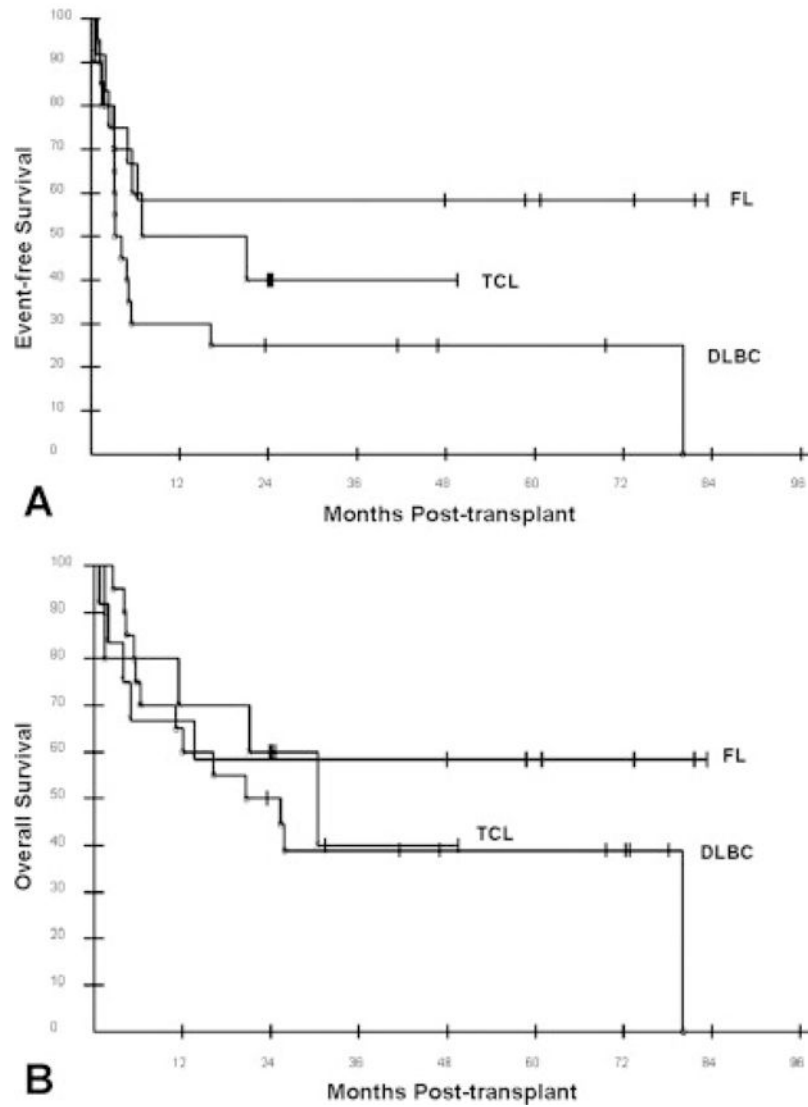 100
90
80
70
60
50
40
30
20
10
0
Event-free Survival
FL
TCL
DLBC
12 24 36 48 60 72 84 96
Months Post-transplant
A
100
90
80
70
60
50
40
30
20
10
0
Overall Survival
FL
TCL
DLBC
12 24 36 48 60 72 84 96
Months Post-transplant
B